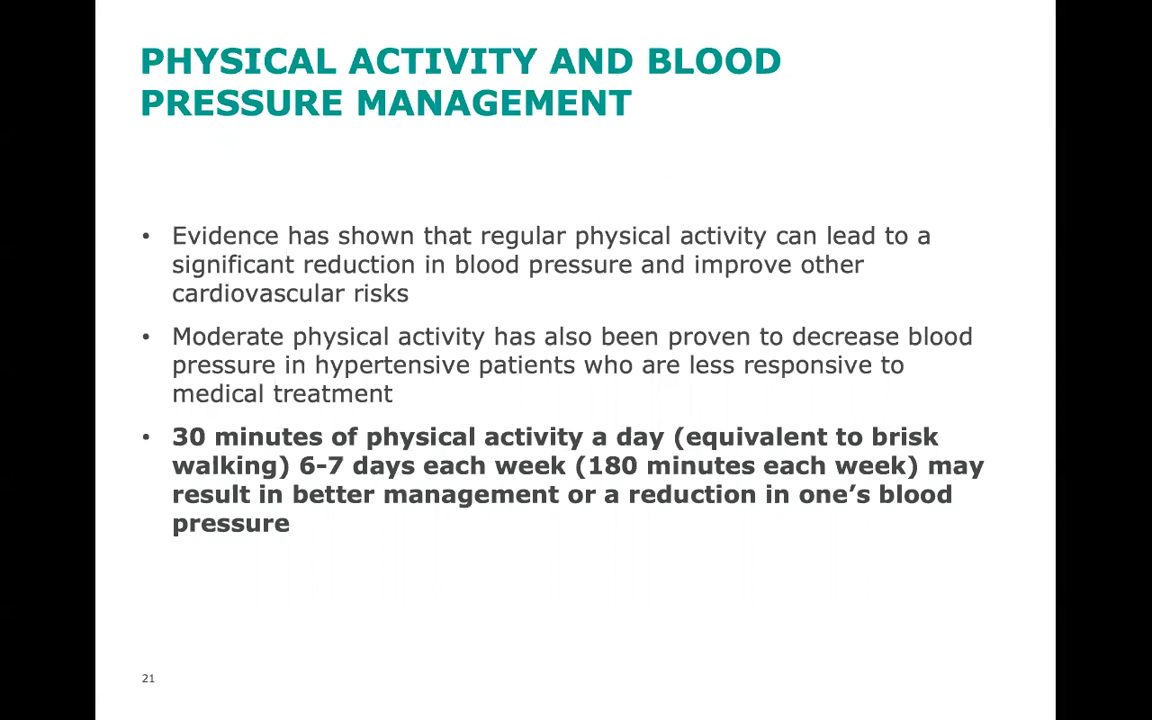 PHYSICAL ACTIVITY AND BLOOD
PRESSURE MANAGEMENT
• Evidence has shown that regular physical activity can lead to a
significant reduction in blood pressure and improve other
cardiovascular risks
• Moderate physical activity has also been proven to decrease blood
pressure in hypertensive patients who are less responsive to
medical treatment
• 30 minutes of physical activity a day (equivalent to brisk
walking) 6-7 days each week (180 minutes each week) may
result in better management or a reduction in one’s blood
pressure
21